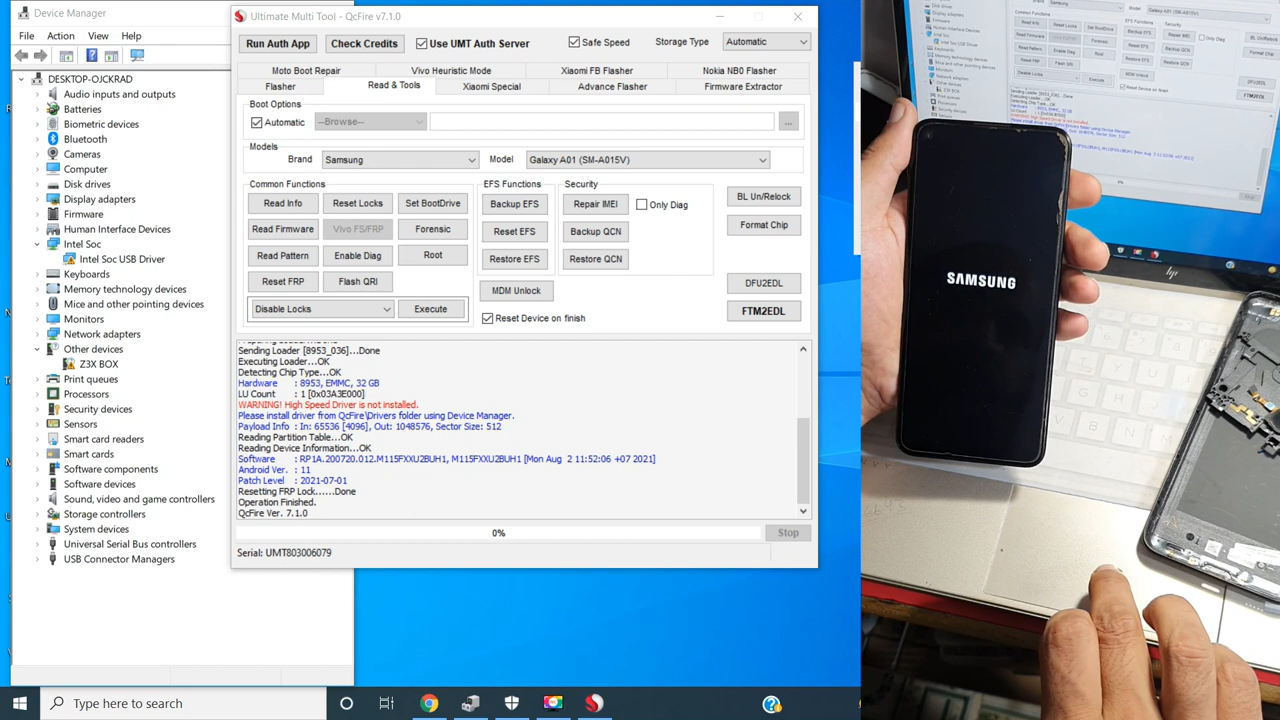 Device Manager
File Action View Help
DESKTOP-OJCKRAD
Audio inputs and outputs
Batteries
Biometric devices
Bluetooth
Cameras
Computer
Disk drives
Display adapters
Firmware
Human Interface Devices
Intel Soc
Intel Soc USB Driver
Keyboards
Memory technology devices
Mice and other pointing devices
Monitors
Network adapters
Other devices
Z3X BOX
Print queues
Processors
Security devices
Sensors
Smart card readers
Smart cards
Software components
Software devices
Sound, video and game controllers
Storage controllers
System devices
Universal Serial Bus controllers
USB Connector Managers
Ultimate Multi Tool - QcFire v7.1.0
Run Auth App Check Credits Use UMT Auth Server Safe Speed Storage Type Automatic
Moto Boot Repair Vivo Heuristic Mode Xiaomi FB Flasher Nokia NB0 Flasher
Flasher Read & Tools Xiaomi Special Advance Flasher Firmware Extractor
Boot Options
Automatic ...
Models
Brand Samsung Model Galaxy A01 (SM-A015V)
Common Functions EFS Functions Security
Read Info Reset Locks Set BootDrive Backup EFS Repair IMEI Only Diag BL Un/Relock
Read Firmware Vivo FS/FRP Forensic Reset EFS Backup QCN Format Chip
Read Pattern Enable Diag Root Restore EFS Restore QCN
Reset FRP Flash QRI MDM Unlock DFU2EDL
Disable Locks Execute Reset Device on finish FTM2EDL
Sending Loader [8953_036]...Done
Executing Loader...OK
Detecting Chip Type...OK
Hardware : 8953, EMMC, 32 GB
LU Count : 1 [0x03A3E000]
WARNING! High Speed Driver is not installed.
Please install driver from QcFire\Drivers folder using Device Manager.
Payload Info : In: 65536 [4096], Out: 1048576, Sector Size: 512
Reading Partition Table...OK
Reading Device Information...OK
Software : RP1A.200720.012.M115FXXU2BUH1, M115FXXU2BUH1 [Mon Aug 2 11:52:06 +07 2021]
Android Ver. : 11
Patch Level : 2021-07-01
Resetting FRP Lock......Done
Operation Finished.
QcFire Ver. 7.1.0
0% Stop
Serial: UMT803006079
Type here to search
SAMSUNG
hp